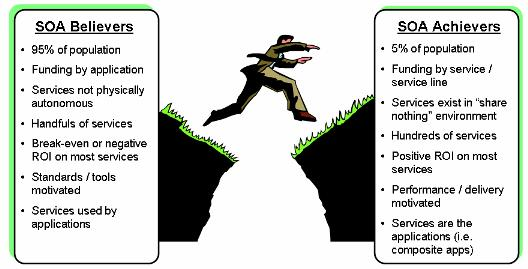 SOA Believers
• 95% of population
• Funding by application
• Services not physically
autonomous
• Handfuls of services
• Break-even or negative
ROI on most services
• Standards / tools
motivated
• Services used by
applications
SOA Achievers
• 5% of population
• Funding by service /
service line
• Services exist in “share
nothing” environment
• Hundreds of services
• Positive ROI on most
services
• Performance / delivery
motivated
• Services are the
applications (i.e.
composite apps)